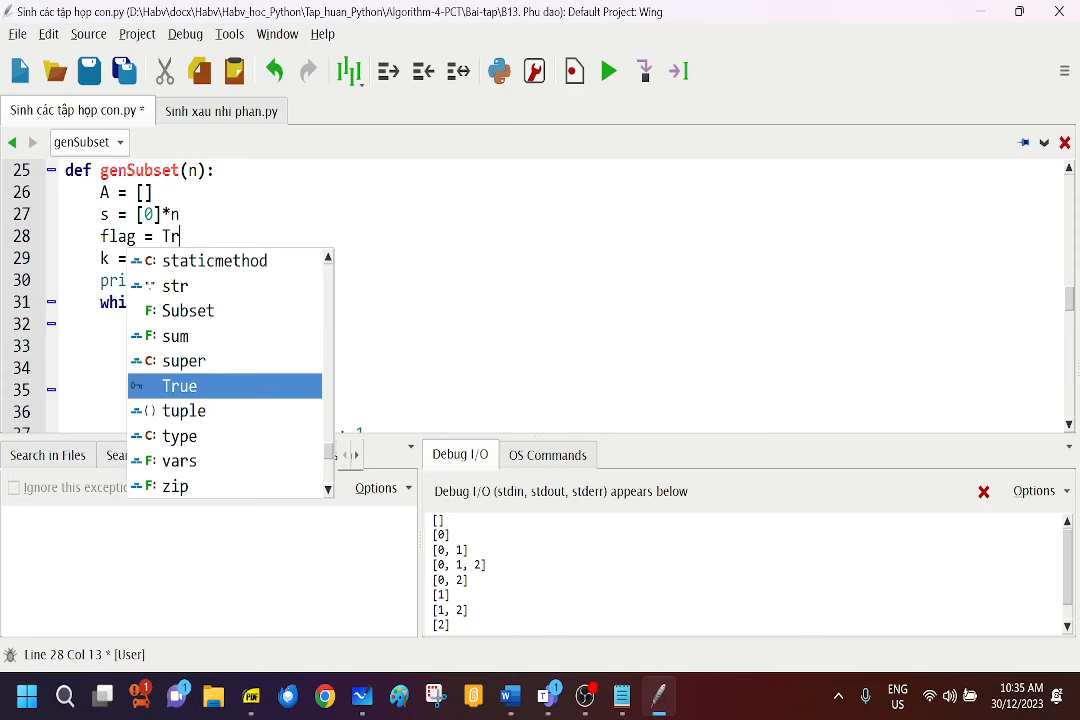 Sinh các tập họp con.py (D:\Habv\docx\Habv\Habv_hoc_Python\Tap_huan_Python\Algorithm-4-PCT\Bai-tap\B13. Phu dao): Default Project: Wing
File Edit Source Project Debug Tools Window Help
Sinh các tập họp con.py * Sinh xau nhi phan.py
genSubset
25 def genSubset(n):
26 A = []
27 s = [0]*n
28 flag = Tr
29 k =
30 pri
31 whi
32
33
34
35
36
37
C: staticmethod
str
F: Subset
F: sum
C: super
True
() tuple
C: type
F: vars
F: zip
Search in Files Sear
Ignore this exceptio Options
Debug I/O OS Commands
Debug I/O (stdin, stdout, stderr) appears below Options
[]
[0]
[0, 1]
[0, 1, 2]
[0, 2]
[1]
[1, 2]
[2]
Line 28 Col 13 * [User]
ENG
US
10:35 AM
30/12/2023